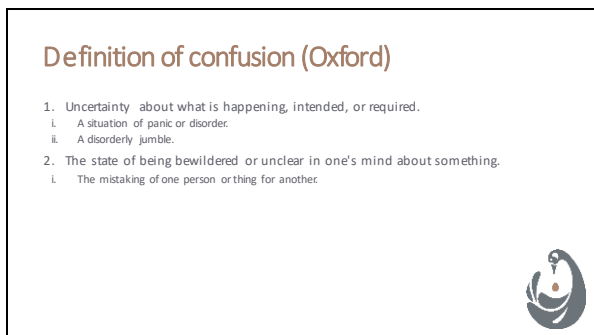 Definition of confusion (Oxford)
1. Uncertainty about what is happening, intended, or required.
i. A situation of panic or disorder.
ii. A disorderly jumble.
2. The state of being bewildered or unclear in one's mind about something.
i. The mistaking of one person or thing for another.